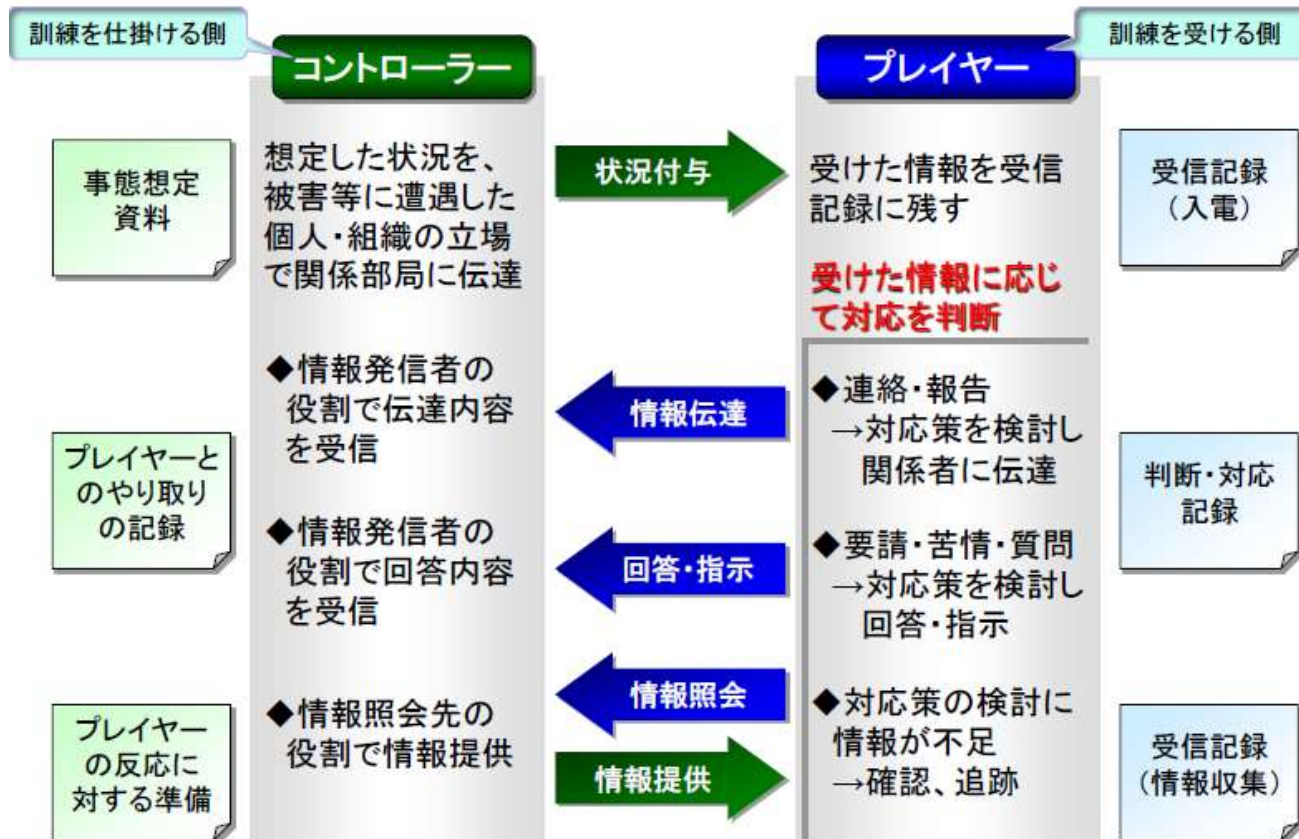 訓練を仕掛ける側
訓練を受ける側
コントローラー
プレイヤー
事態想定
資料
想定した状況を、
被害等に遭遇した
個人・組織の立場
で関係部局に伝達
状況付与
受けた情報を受信
記録に残す
受信記録
（入電）
受けた情報に応じ
て対応を判断
プレイヤーと
のやり取り
の記録
◆情報発信者の
役割で伝達内容
を受信
情報伝達
◆連絡・報告
→対応策を検討し
関係者に伝達
判断・対応
記録
◆情報発信者の
役割で回答内容
を受信
回答・指示
◆要請・苦情・質問
→対応策を検討し
回答・指示
プレイヤー
の反応に
対する準備
◆情報照会先の
役割で情報提供
情報照会
情報提供
◆対応策の検討に
情報が不足
→確認、追跡
受信記録
（情報収集）